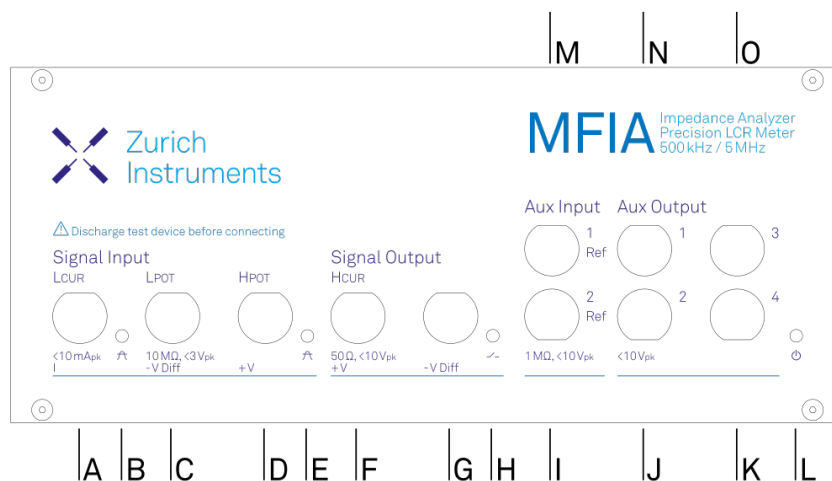 M N O
Zurich
Instruments
MFIA
Impedance Analyzer
Precision LCR Meter
500 kHz / 5 MHz
⚠ Discharge test device before connecting
Signal Input
LCUR LPOT HPOT
Signal Output
HCUR
Aux Input
1
Ref
2
Ref
Aux Output
1 3
2 4
<10 mApk
I
10 MΩ, <3 Vpk
-V Diff +V
50 Ω, <10 Vpk
+V -V Diff
1 MΩ, <10 Vpk
<10 Vpk
A B C D E F G H I J K L